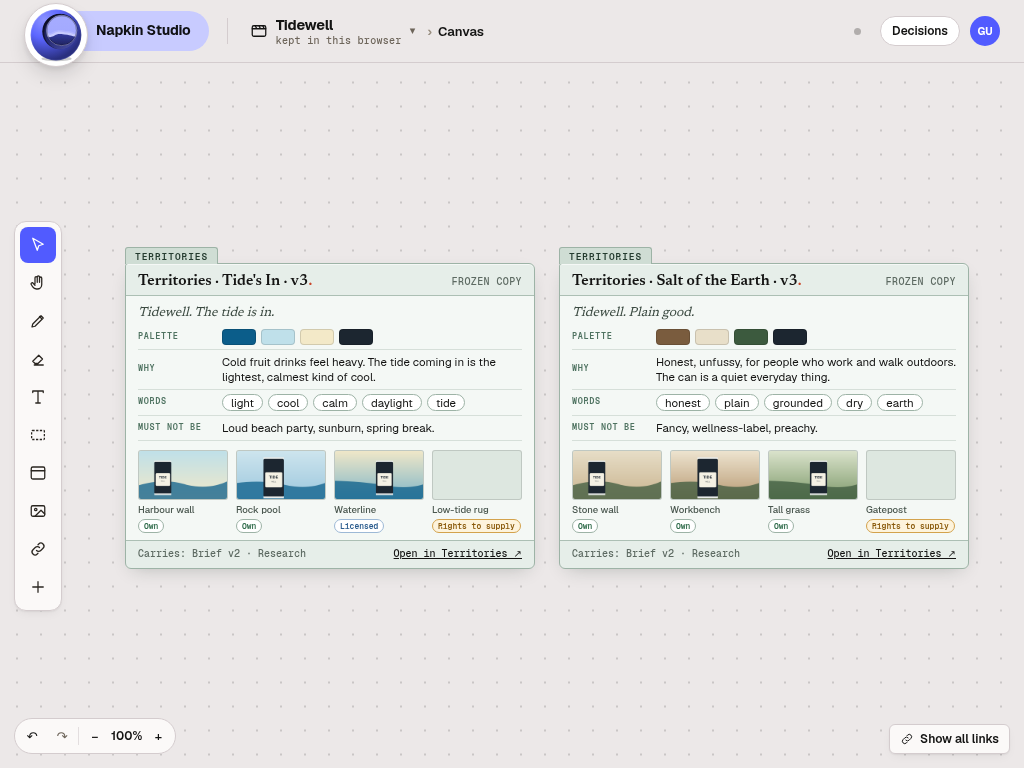 Napkin Studio
Tidewell
kept in this browser
▾
› Canvas
Decisions
GU
TERRITORIES
Territories · Tide's In · v3.
FROZEN COPY
Tidewell. The tide is in.
PALETTE
WHY
Cold fruit drinks feel heavy. The tide coming in is the
lightest, calmest kind of cool.
WORDS
light cool calm daylight tide
MUST NOT BE
Loud beach party, sunburn, spring break.
TIDE TIDE TIDE
Harbour wall Rock pool Waterline Low-tide rug
Own Own Licensed Rights to supply
Carries: Brief v2 · Research
Open in Territories ↗
TERRITORIES
Territories · Salt of the Earth · v3.
FROZEN COPY
Tidewell. Plain good.
PALETTE
WHY
Honest, unfussy, for people who work and walk outdoors.
The can is a quiet everyday thing.
WORDS
honest plain grounded dry earth
MUST NOT BE
Fancy, wellness-label, preachy.
TIDE TIDE TIDE
Stone wall Workbench Tall grass Gatepost
Own Own Own Rights to supply
Carries: Brief v2 · Research
Open in Territories ↗
− 100% +
Show all links